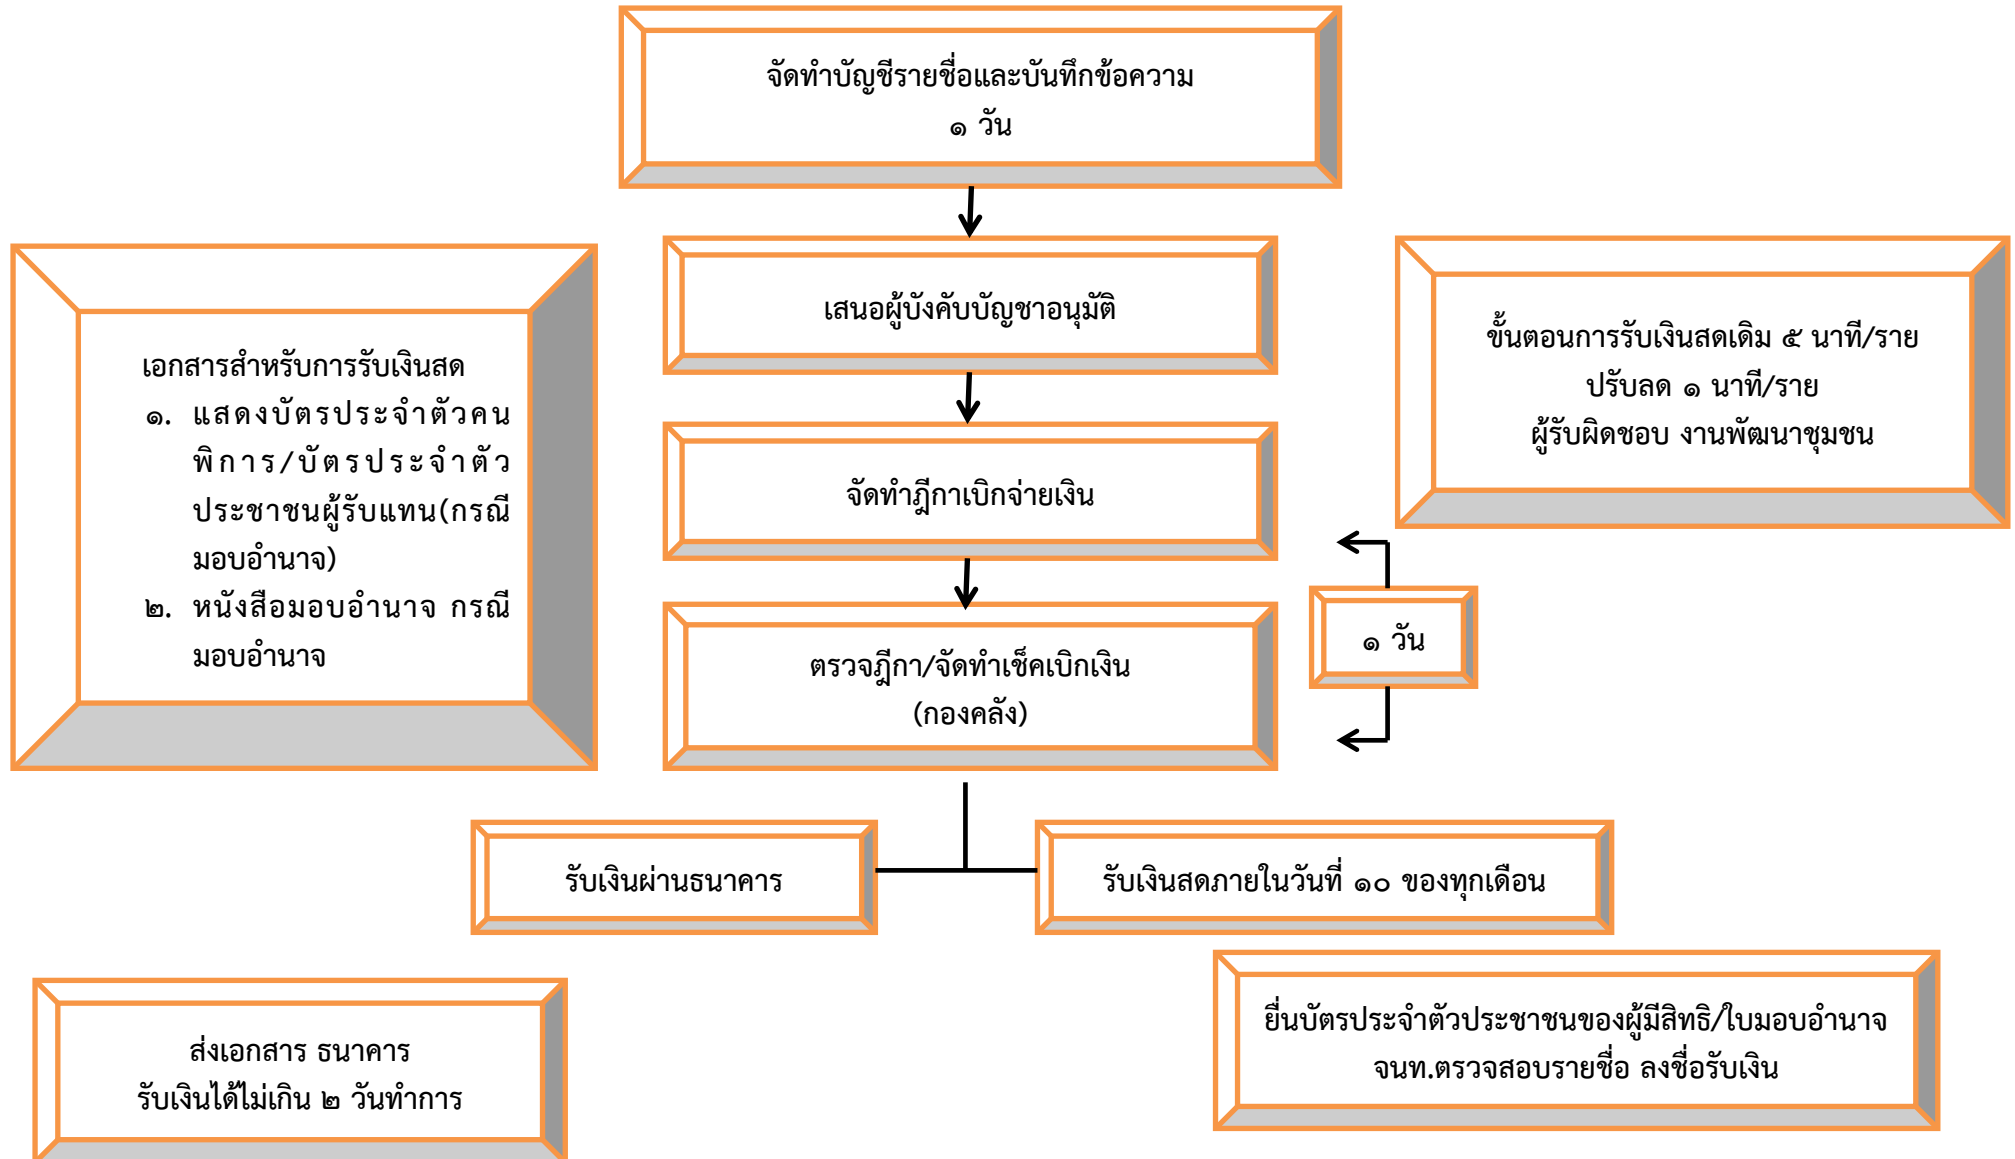 จัดทำบัญชีรายชื่อและบันทึกข้อความ
๑ วัน
เสนอผู้บังคับบัญชาอนุมัติ
เอกสารสำหรับการรับเงินสด
๑. แสดงบัตรประจำตัวคน
พิการ/บัตรประจำตัว
ประชาชนผู้รับแทน(กรณี
มอบอำนาจ)
๒. หนังสือมอบอำนาจ กรณี
มอบอำนาจ
ขั้นตอนการรับเงินสดเดิม ๕ นาที/ราย
ปรับลด ๑ นาที/ราย
ผู้รับผิดชอบ งานพัฒนาชุมชน
จัดทำฎีกาเบิกจ่ายเงิน
๑ วัน
ตรวจฎีกา/จัดทำเช็คเบิกเงิน
(กองคลัง)
รับเงินผ่านธนาคาร
รับเงินสดภายในวันที่ ๑๐ ของทุกเดือน
ส่งเอกสาร ธนาคาร
รับเงินได้ไม่เกิน ๒ วันทำการ
ยื่นบัตรประจำตัวประชาชนของผู้มีสิทธิ/ใบมอบอำนาจ
จนท.ตรวจสอบรายชื่อ ลงชื่อรับเงิน